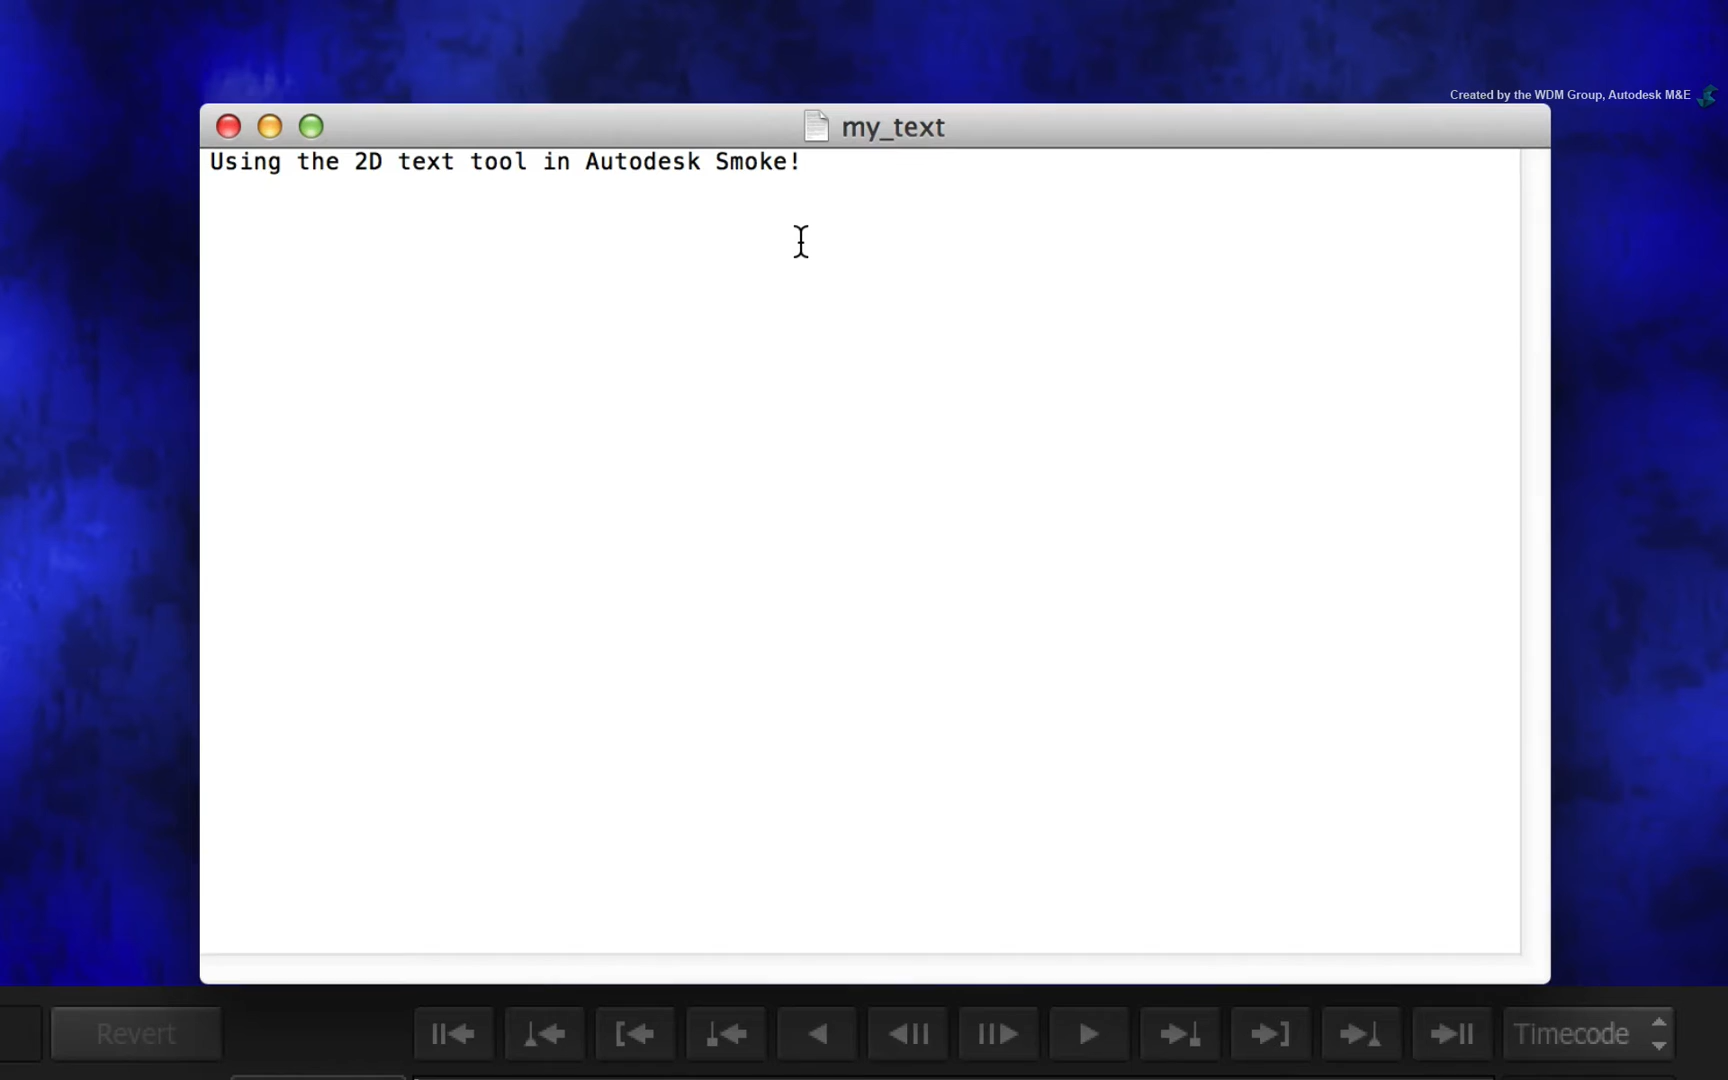 Created by the WDM Group, Autodesk M&E
my_text
Using the 2D text tool in Autodesk Smoke!
Revert
Timecode